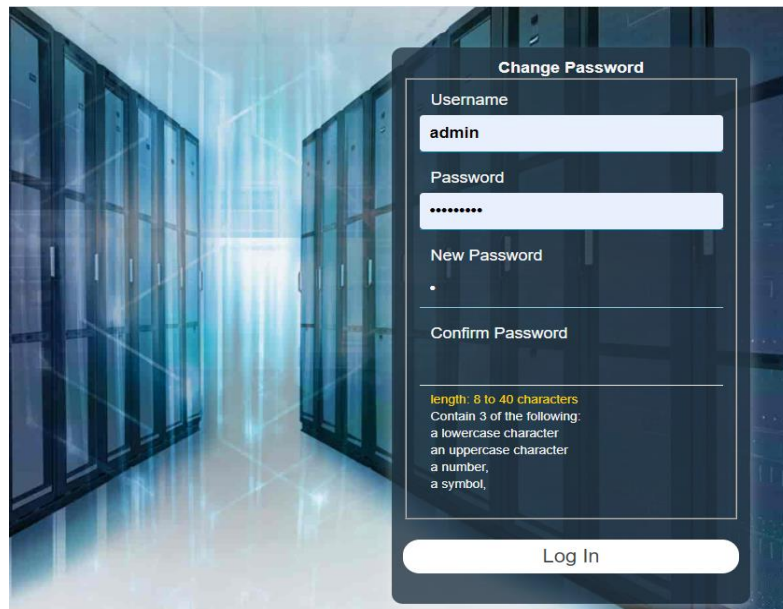 Change Password
Username
admin
Password
•••••••••
New Password
•
Confirm Password
length: 8 to 40 characters
Contain 3 of the following:
a lowercase character
an uppercase character
a number,
a symbol,
Log In